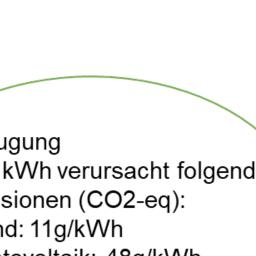 ugung
kWh verursacht folgend
sionen (CO2-eq):
nd: 11g/kWh
tovoltaik: 48g/kWh